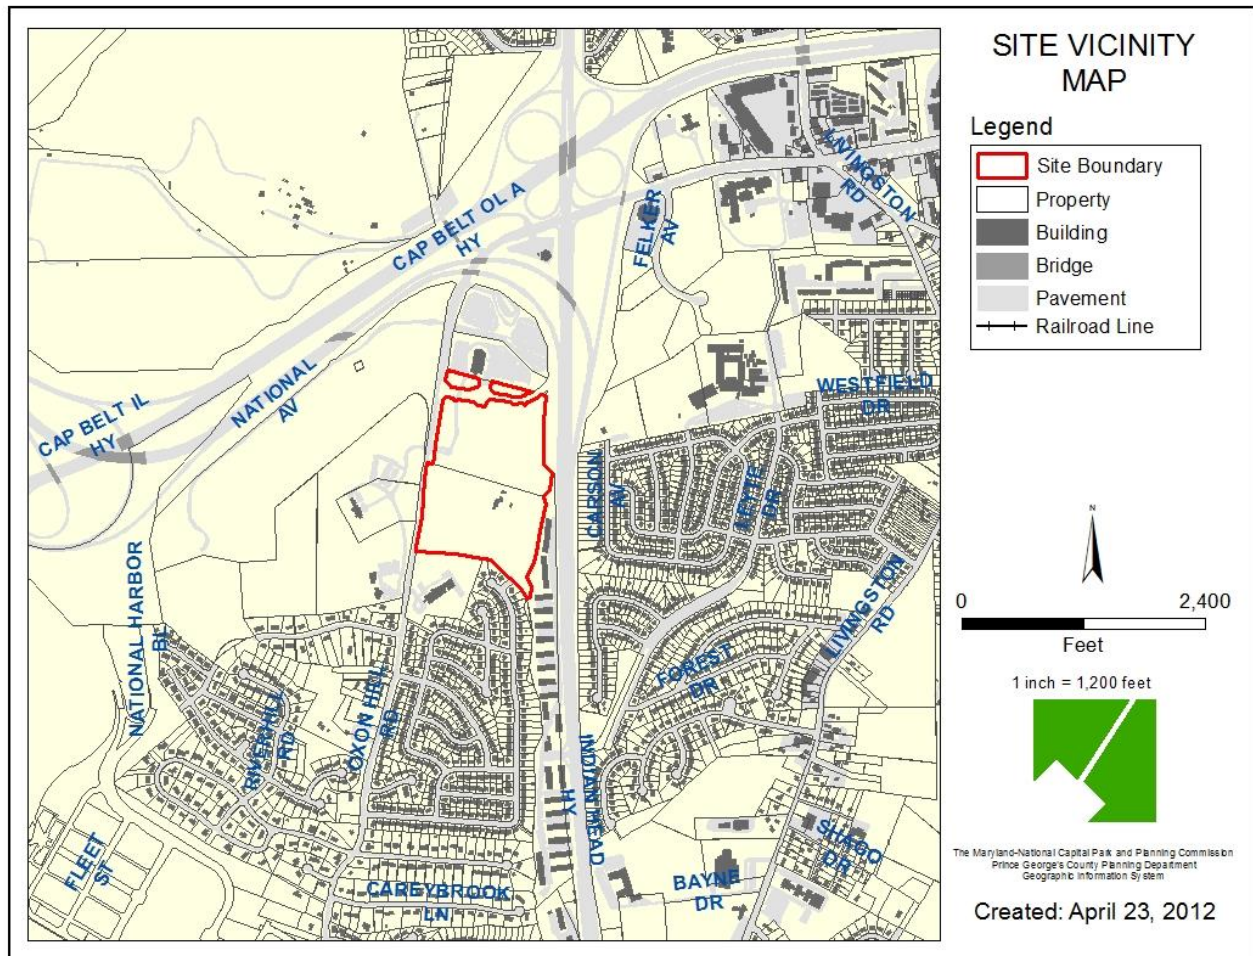 SITE VICINITY
MAP
Legend
Site Boundary
Property
Building
Bridge
Pavement
Railroad Line
N
0 2,400
Feet
1 inch = 1,200 feet
The Maryland-National Capital Park and Planning Commission
Prince George's County Planning Department
Geographic Information System
Created: April 23, 2012
LIVINGSTON
RD
FELKER
AV
CAP BELT OL A
HY
NATIONAL
AV
CAP BELT IL
HY
WESTFIELD
DR
CARSON
AV
LEYTE
DR
LIVINGSTON
RD
NATIONAL HARBOR
BL
RIVERHILL
RD
OXON HILL
RD
FOREST
DR
INDIAN HEAD
HY
FLEET
ST
CAREYBROOK
LN
BAYNE
DR
SHAGO
DR